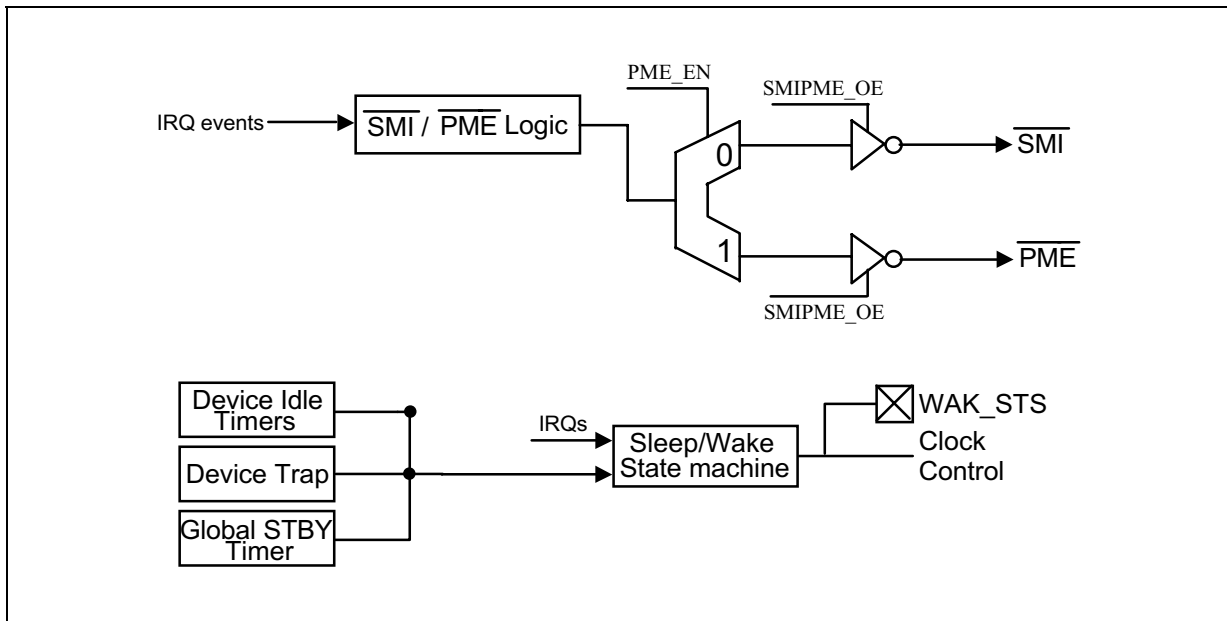 PME_EN
SMIPME_OE
IRQ events
SMI / PME Logic
0
SMI
1
PME
SMIPME_OE
Device Idle
Timers
Device Trap
Global STBY
Timer
IRQs
Sleep/Wake
State machine
WAK_STS
Clock
Control